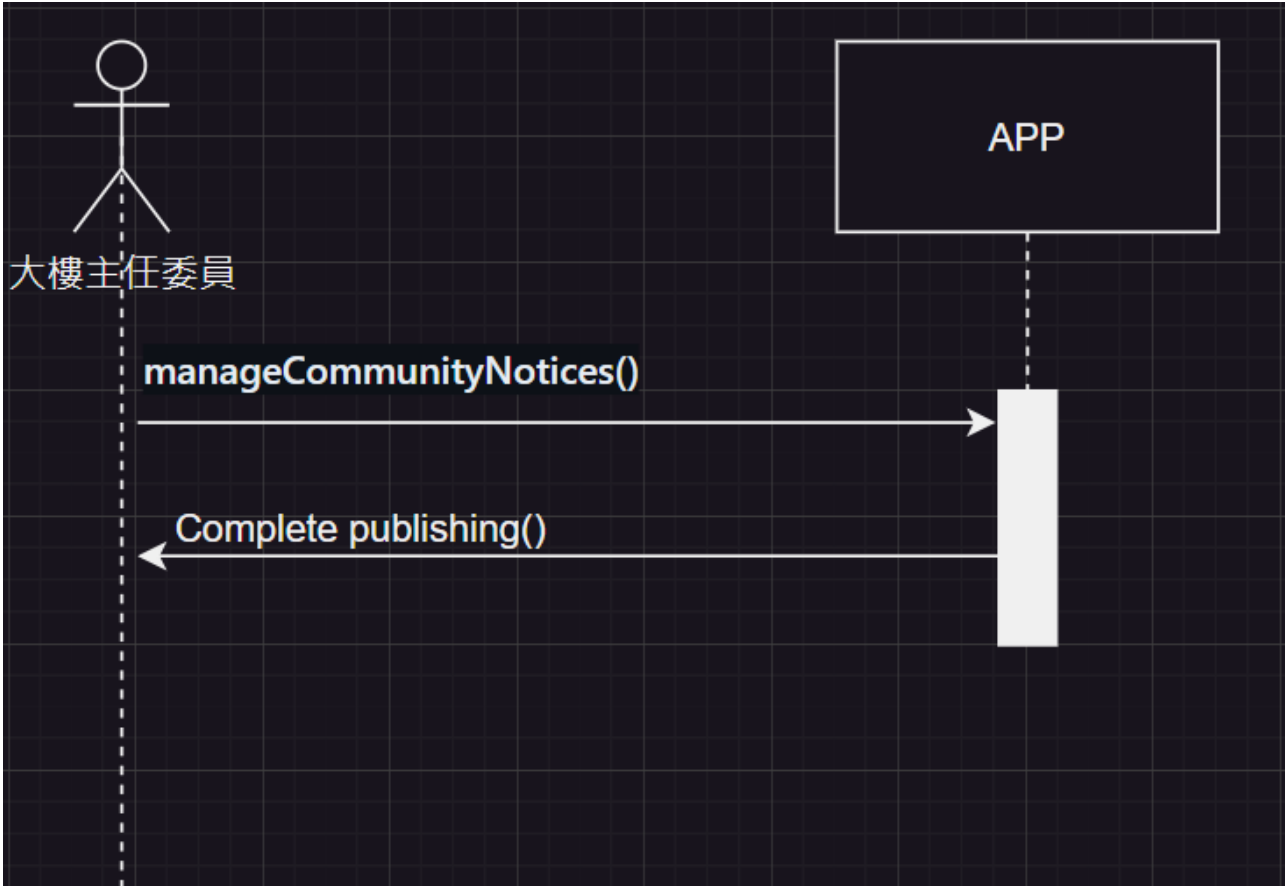 APP
大樓主任委員
manageCommunityNotices()
Complete publishing()